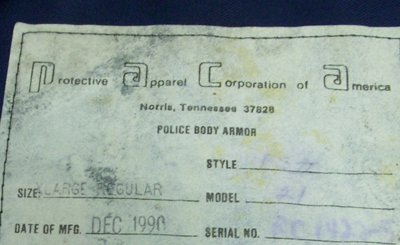 Protective Apparel Corporation of America
Norris, Tennessee 37828
POLICE BODY ARMOR
STYLE
SIZE: LARGE REGULAR
MODEL
DATE OF MFG. DEC 1990
SERIAL NO.